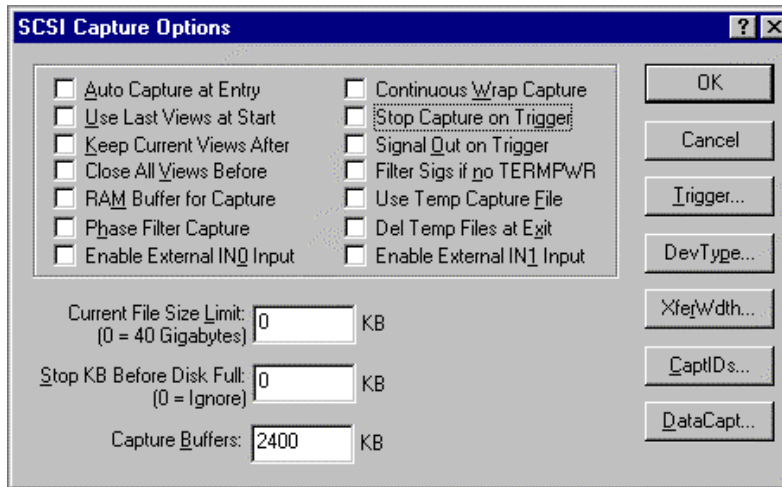 SCSI Capture Options
Auto Capture at Entry
Use Last Views at Start
Keep Current Views After
Close All Views Before
RAM Buffer for Capture
Phase Filter Capture
Enable External IN0 Input
Continuous Wrap Capture
Stop Capture on Trigger
Signal Out on Trigger
Filter Sigs if no TERMPWR
Use Temp Capture File
Del Temp Files at Exit
Enable External IN1 Input
Current File Size Limit: 0 KB
(0 = 40 Gigabytes)
Stop KB Before Disk Full: 0 KB
(0 = Ignore)
Capture Buffers: 2400 KB
OK
Cancel
Trigger...
DevType...
XferWdth...
CaptIDs...
DataCapt...